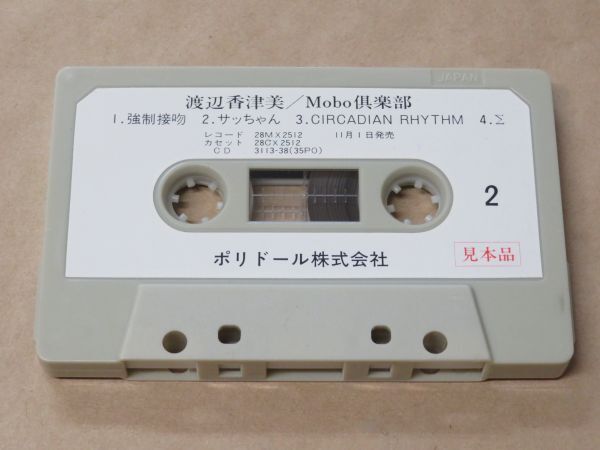 JAPAN
渡辺香津美／Mobo倶楽部
1.強制接吻 2.サッちゃん 3.CIRCADIAN RHYTHM 4.Σ
レコード 28MX2512 11月1日発売
カセット 28CX2512
CD 3113-38(35PO)
2
ポリドール株式会社
見本品